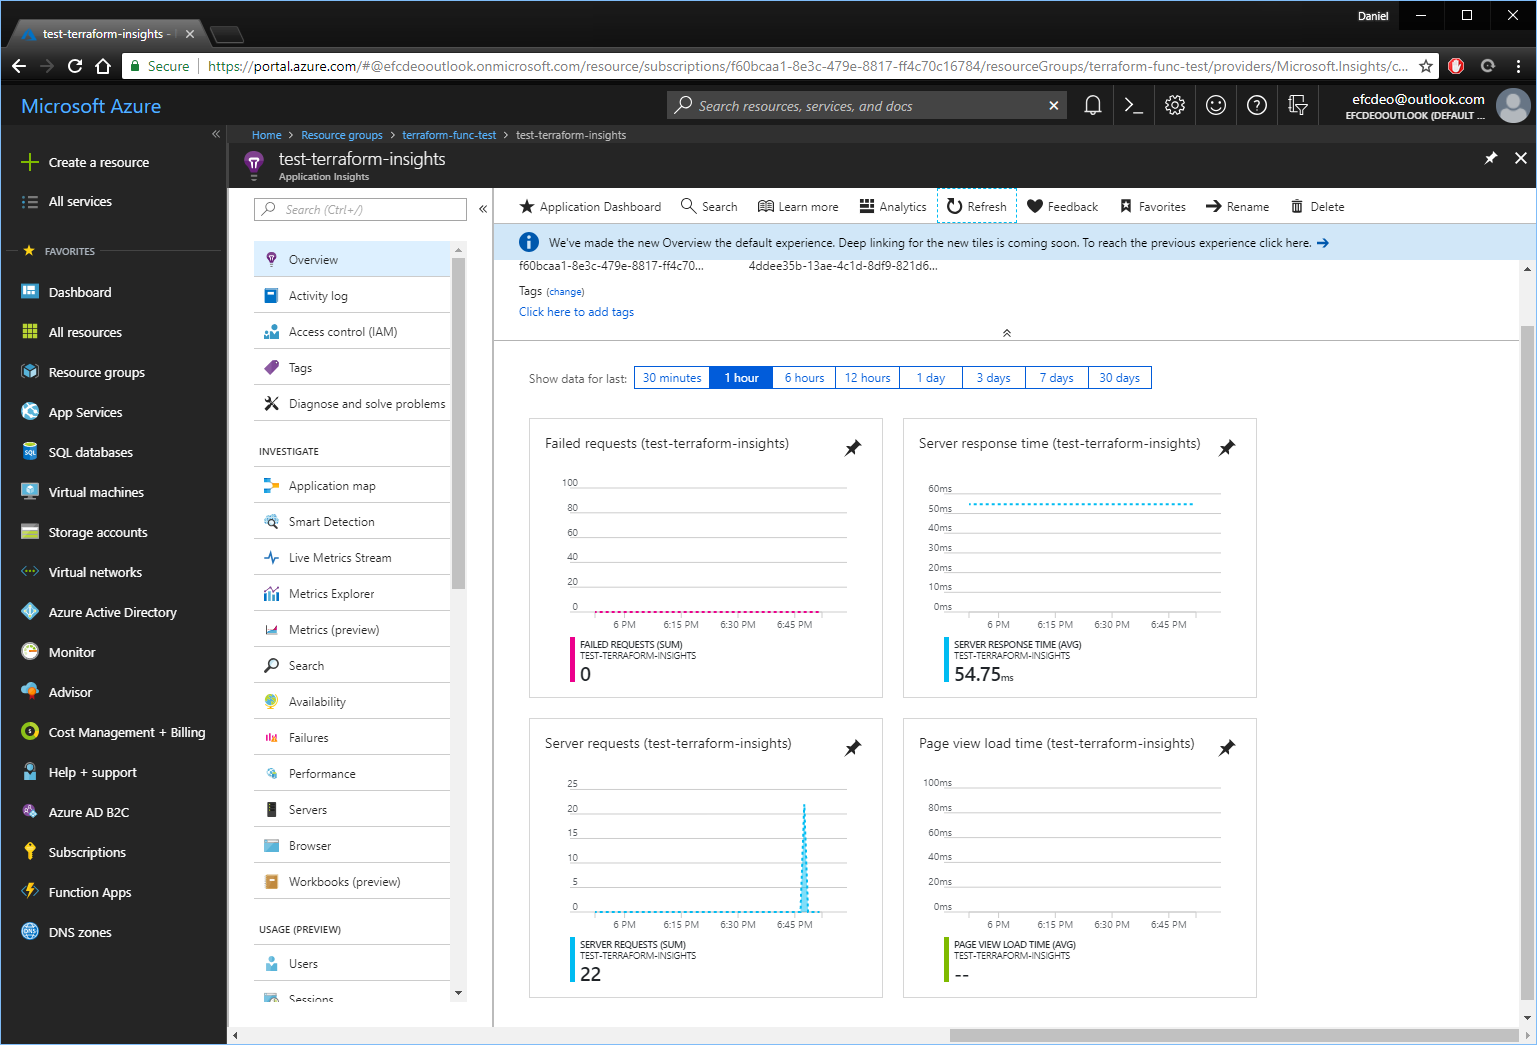 Daniel
test-terraform-insights -
Secure https://portal.azure.com/#@efcdeooutlook.onmicrosoft.com/resource/subscriptions/f60bcaa1-8e3c-479e-8817-ff4c70c16784/resourceGroups/terraform-func-test/providers/Microsoft.Insights/c...
Microsoft Azure
Search resources, services, and docs
efcdeo@outlook.com
EFCDEOOUTLOOK (DEFAULT ...
Home > Resource groups > terraform-func-test > test-terraform-insights
test-terraform-insights
Application Insights
Create a resource
All services
FAVORITES
Dashboard
All resources
Resource groups
App Services
SQL databases
Virtual machines
Storage accounts
Virtual networks
Azure Active Directory
Monitor
Advisor
Cost Management + Billing
Help + support
Azure AD B2C
Subscriptions
Function Apps
DNS zones
Search (Ctrl+/)
Overview
Activity log
Access control (IAM)
Tags
Diagnose and solve problems
INVESTIGATE
Application map
Smart Detection
Live Metrics Stream
Metrics Explorer
Metrics (preview)
Search
Availability
Failures
Performance
Servers
Browser
Workbooks (preview)
USAGE (PREVIEW)
Users
Sessions
Application Dashboard Search Learn more Analytics Refresh Feedback Favorites Rename Delete
We've made the new Overview the default experience. Deep linking for the new tiles is coming soon. To reach the previous experience click here.
f60bcaa1-8e3c-479e-8817-ff4c70... 4ddee35b-13ae-4c1d-8df9-821d6...
Tags (change)
Click here to add tags
Show data for last: 30 minutes 1 hour 6 hours 12 hours 1 day 3 days 7 days 30 days
Failed requests (test-terraform-insights)
100
80
60
40
20
0
6 PM 6:15 PM 6:30 PM 6:45 PM
FAILED REQUESTS (SUM)
TEST-TERRAFORM-INSIGHTS
0
Server response time (test-terraform-insights)
60ms
50ms
40ms
30ms
20ms
10ms
0ms
6 PM 6:15 PM 6:30 PM 6:45 PM
SERVER RESPONSE TIME (AVG)
TEST-TERRAFORM-INSIGHTS
54.75ms
Server requests (test-terraform-insights)
25
20
15
10
5
0
6 PM 6:15 PM 6:30 PM 6:45 PM
SERVER REQUESTS (SUM)
TEST-TERRAFORM-INSIGHTS
22
Page view load time (test-terraform-insights)
100ms
80ms
60ms
40ms
20ms
0ms
6 PM 6:15 PM 6:30 PM 6:45 PM
PAGE VIEW LOAD TIME (AVG)
TEST-TERRAFORM-INSIGHTS
--